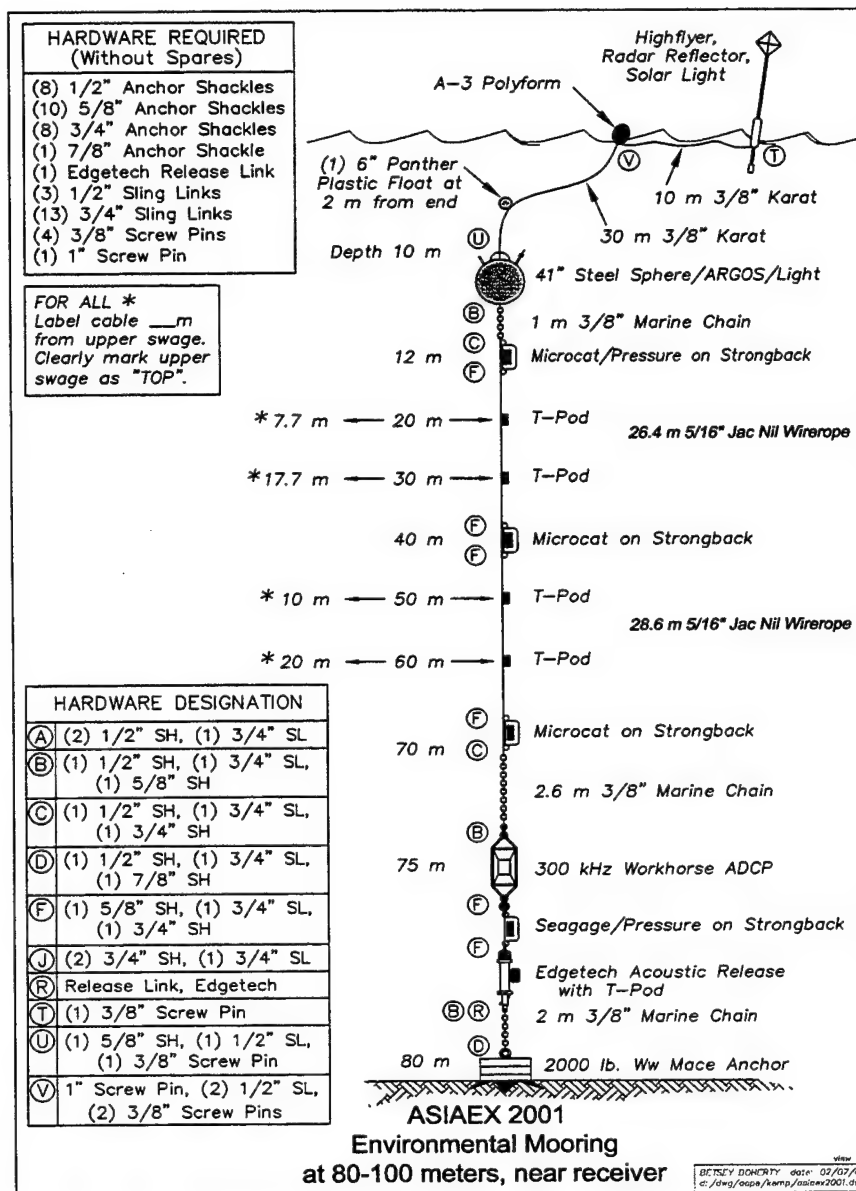 HARDWARE REQUIRED
(Without Spares)
(8) 1/2" Anchor Shackles
(10) 5/8" Anchor Shackles
(8) 3/4" Anchor Shackles
(1) 7/8" Anchor Shackle
(1) Edgetech Release Link
(3) 1/2" Sling Links
(13) 3/4" Sling Links
(4) 3/8" Screw Pins
(1) 1" Screw Pin
FOR ALL *
Label cable __m
from upper swage.
Clearly mark upper
swage as "TOP".
Highflyer,
Radar Reflector,
Solar Light
A-3 Polyform
V
T
(1) 6" Panther
Plastic Float at
2 m from end
10 m 3/8" Karat
30 m 3/8" Karat
U
Depth 10 m
41" Steel Sphere/ARGOS/Light
B
1 m 3/8" Marine Chain
C
12 m
Microcat/Pressure on Strongback
F
* 7.7 m
20 m
T-Pod
26.4 m 5/16" Jac Nil Wirerope
* 17.7 m
30 m
T-Pod
F
40 m
Microcat on Strongback
F
* 10 m
50 m
T-Pod
28.6 m 5/16" Jac Nil Wirerope
* 20 m
60 m
T-Pod
F
Microcat on Strongback
70 m
C
2.6 m 3/8" Marine Chain
B
75 m
300 kHz Workhorse ADCP
F
Seagage/Pressure on Strongback
F
Edgetech Acoustic Release
with T-Pod
B R
2 m 3/8" Marine Chain
D
80 m
2000 lb. Ww Mace Anchor
HARDWARE DESIGNATION
A (2) 1/2" SH, (1) 3/4" SL
B (1) 1/2" SH, (1) 3/4" SL,
(1) 5/8" SH
C (1) 1/2" SH, (1) 3/4" SL,
(1) 3/4" SH
D (1) 1/2" SH, (1) 3/4" SL,
(1) 7/8" SH
F (1) 5/8" SH, (1) 3/4" SL,
(1) 3/4" SH
J (2) 3/4" SH, (1) 3/4" SL
R Release Link, Edgetech
T (1) 3/8" Screw Pin
U (1) 5/8" SH, (1) 1/2" SL,
(1) 3/8" Screw Pin
V 1" Screw Pin, (2) 1/2" SL,
(2) 3/8" Screw Pins
ASIAEX 2001
Environmental Mooring
at 80-100 meters, near receiver
view
BETSEY DOHERTY date: 02/07/